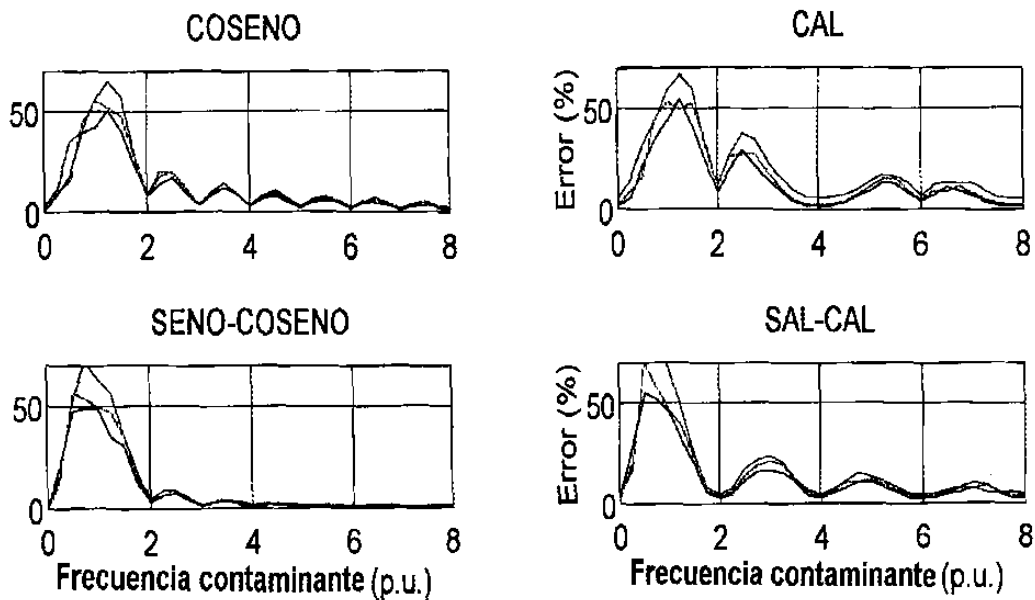 COSENO
50
0
0 2 4 6 8
CAL
Error (%)
50
0
0 2 4 6 8
SENO-COSENO
50
0
0 2 4 6 8
Frecuencia contaminante (p.u.)
SAL-CAL
Error (%)
50
0
0 2 4 6 8
Frecuencia contaminante (p.u.)